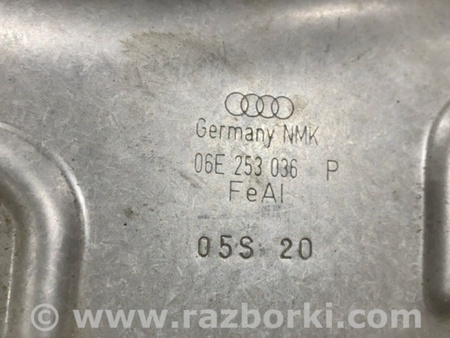 Germany NMK
06E 253 036 P
FeAl
05S 20
© www.razborki.com